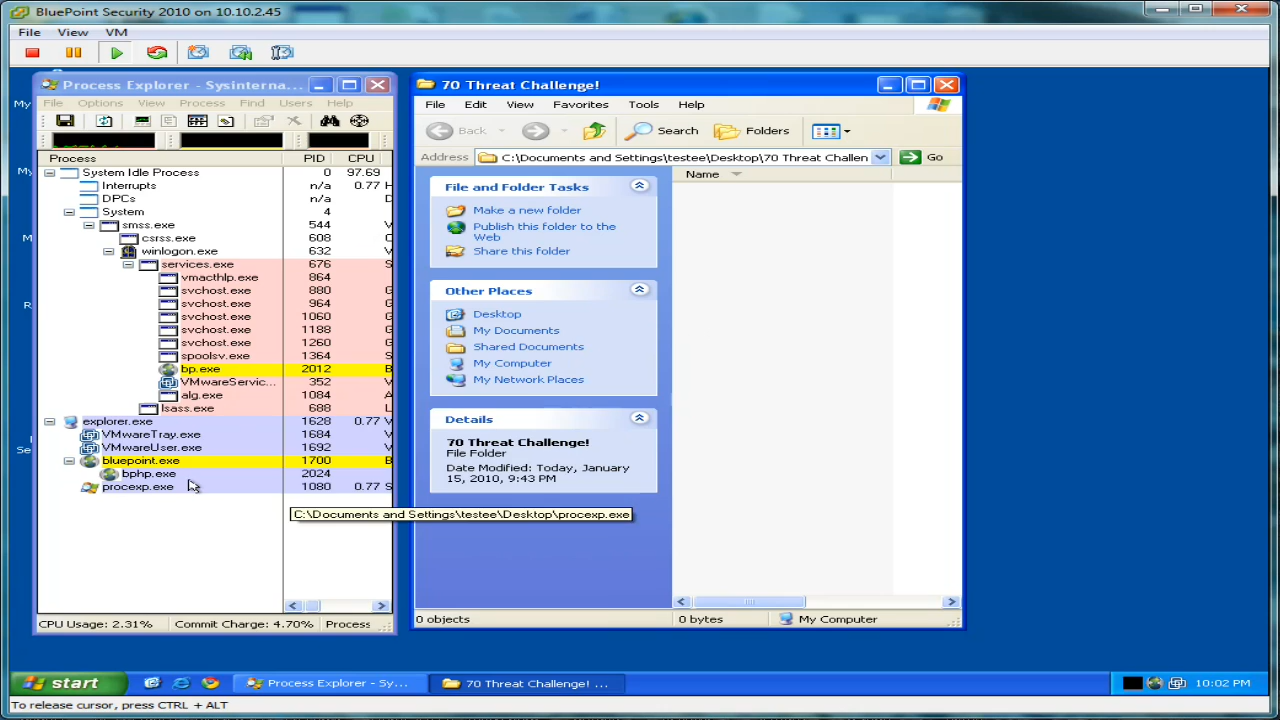 BluePoint Security 2010 on 10.10.2.45
File View VM
Process Explorer - Sysinterna...
File Options View Process Find Users Help
Process PID CPU
System Idle Process 0 97.69
Interrupts n/a 0.77 H
DPCs n/a D
System 4
smss.exe 544 V
csrss.exe 608 C
winlogon.exe 632 V
services.exe 676 S
vmacthlp.exe 864 V
svchost.exe 880 G
svchost.exe 964 G
svchost.exe 1060 G
svchost.exe 1188 G
svchost.exe 1260 G
spoolsv.exe 1364 S
bp.exe 2012 B
VMwareServic... 352 V
alg.exe 1084 A
lsass.exe 688 L
explorer.exe 1628 0.77 V
VMwareTray.exe 1684 V
VMwareUser.exe 1692 V
bluepoint.exe 1700 B
bphp.exe 2024
procexp.exe 1080 0.77 S
C:\Documents and Settings\testee\Desktop\procexp.exe
CPU Usage: 2.31% Commit Charge: 4.70% Process
70 Threat Challenge!
File Edit View Favorites Tools Help
Back Search Folders
Address C:\Documents and Settings\testee\Desktop\70 Threat Challen Go
Name
File and Folder Tasks
Make a new folder
Publish this folder to the
Web
Share this folder
Other Places
Desktop
My Documents
Shared Documents
My Computer
My Network Places
Details
70 Threat Challenge!
File Folder
Date Modified: Today, January
15, 2010, 9:43 PM
0 objects 0 bytes My Computer
My
My
M
R
Se
start Process Explorer - Sy... 70 Threat Challenge! ... 10:02 PM
To release cursor, press CTRL + ALT